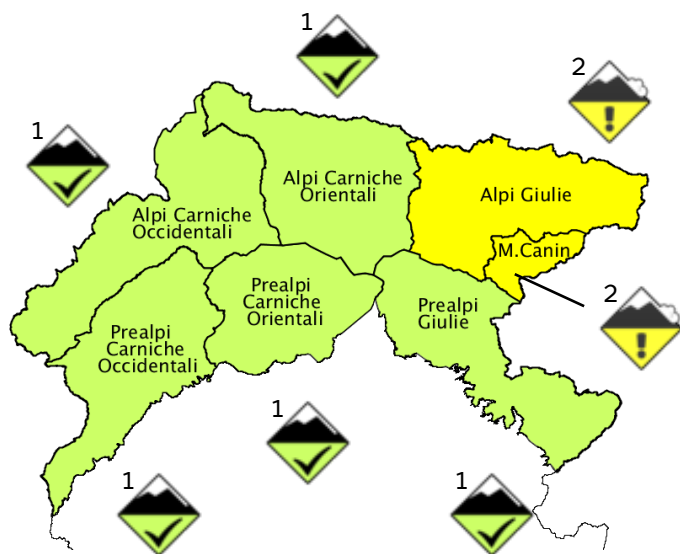 1
2
1
Alpi Carniche
Orientali
Alpi Giulie
Alpi Carniche
Occidentali
M.Canin
Prealpi
Carniche
Orientali
2
Prealpi
Giulie
Prealpi
Carniche
Occidentali
1
1
1